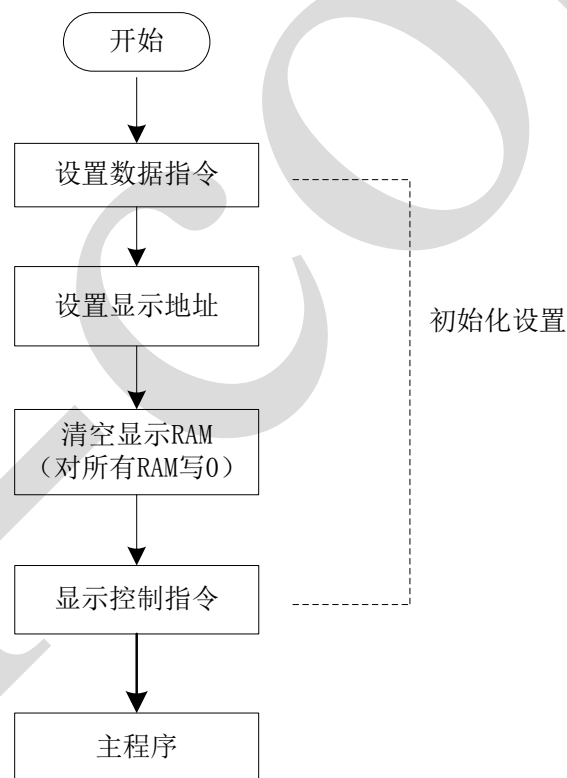 开始
设置数据指令
设置显示地址
初始化设置
清空显示RAM
（对所有RAM写0）
显示控制指令
主程序